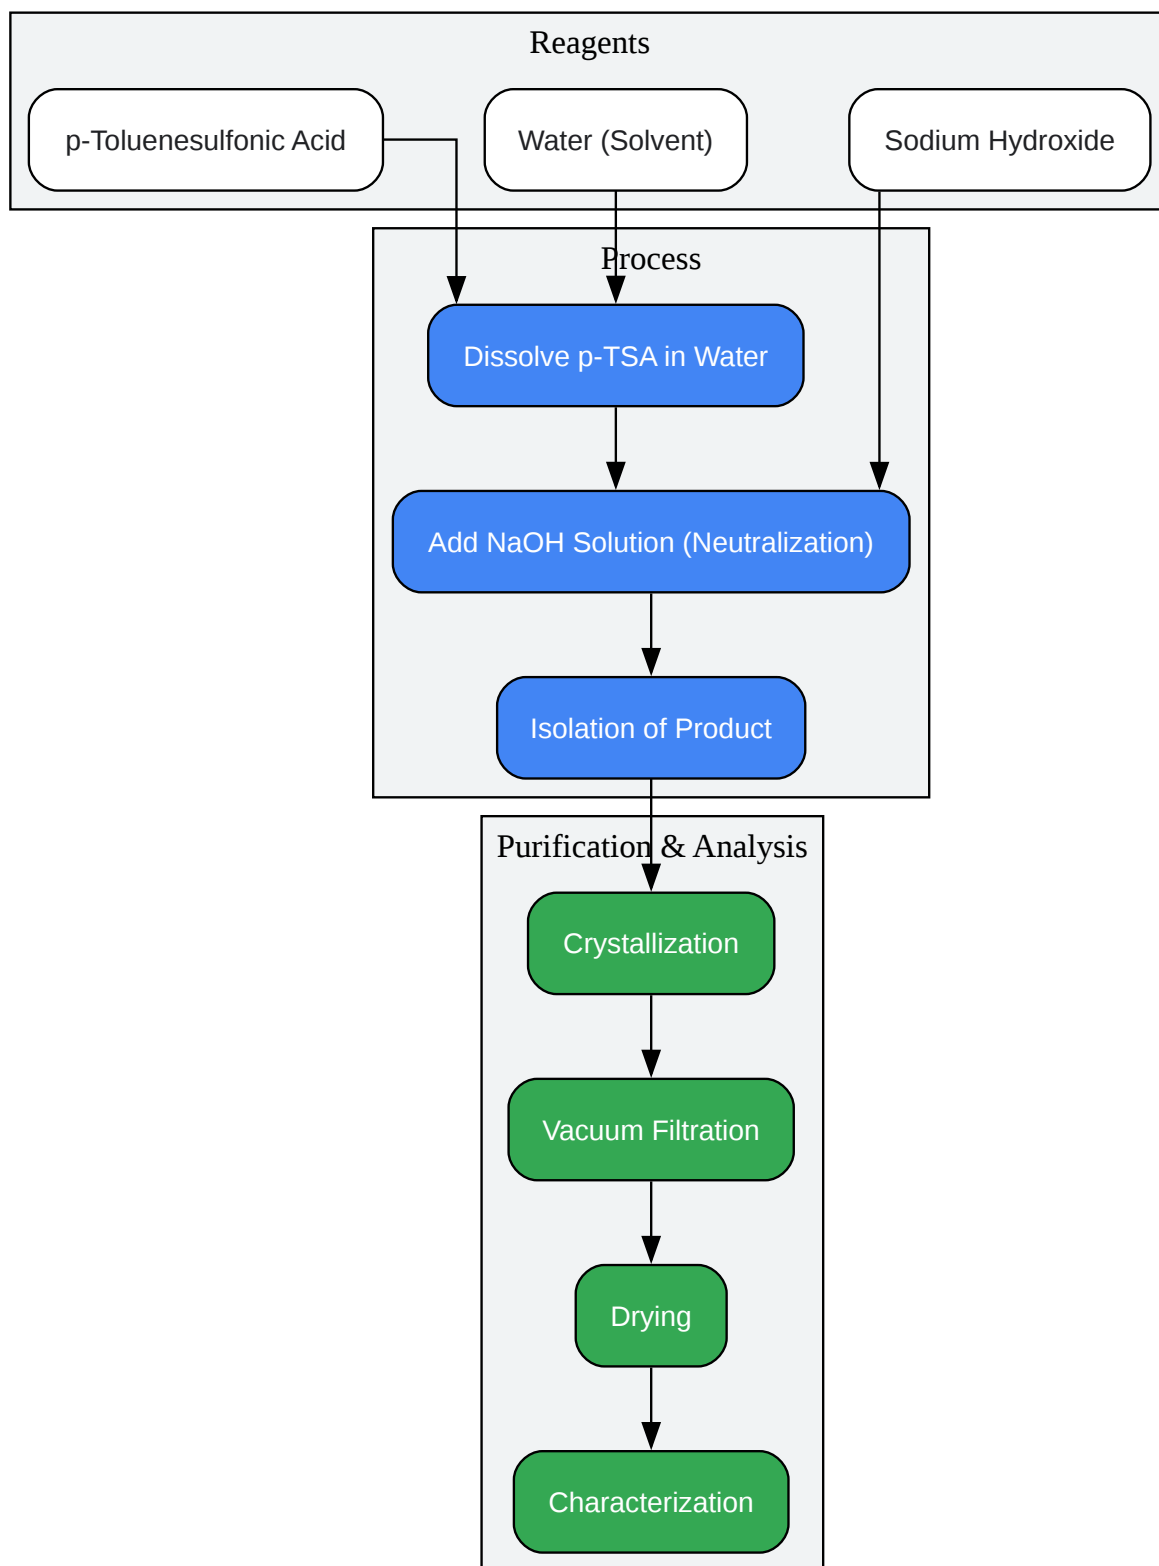 Reagents
p-Toluenesulfonic Acid
Water (Solvent)
Sodium Hydroxide
Process
Dissolve p-TSA in Water
Add NaOH Solution (Neutralization)
Isolation of Product
Purification & Analysis
Crystallization
Vacuum Filtration
Drying
Characterization